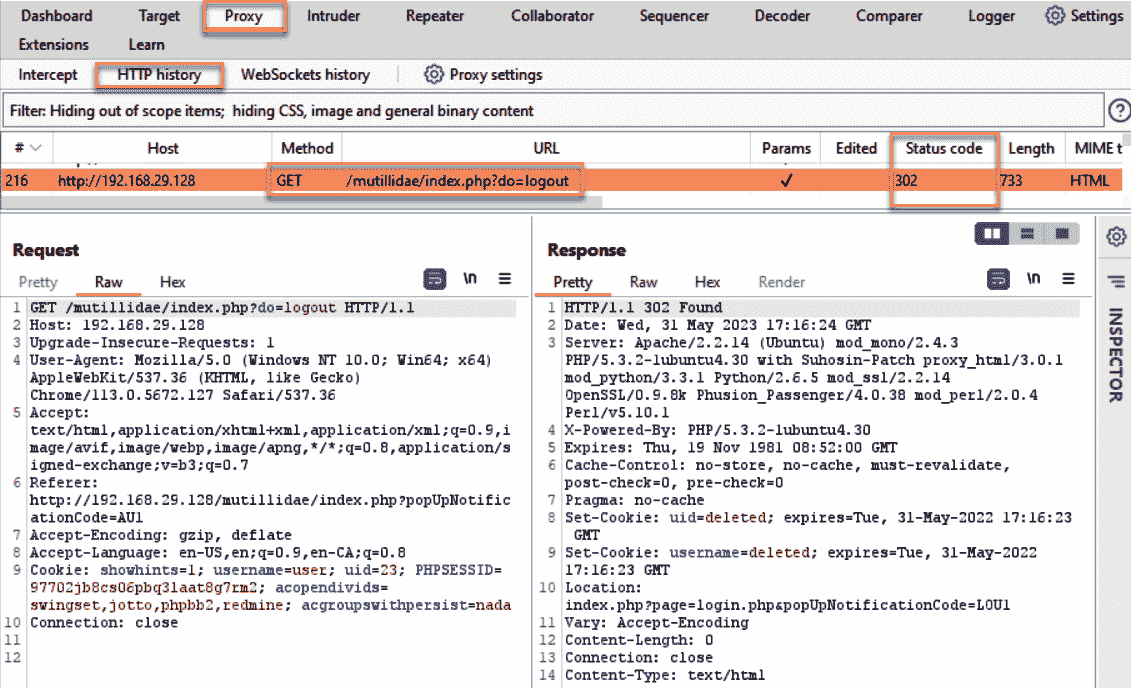 Dashboard Target Proxy Intruder Repeater Collaborator Sequencer Decoder Comparer Logger Settings
Extensions Learn
Intercept HTTP history WebSockets history Proxy settings
Filter: Hiding out of scope items; hiding CSS, image and general binary content
# Host Method URL Params Edited Status code Length MIME t
216 http://192.168.29.128 GET /mutillidae/index.php?do=logout ✓ 302 733 HTML
Request
Pretty Raw Hex \n
1 GET /mutillidae/index.php?do=logout HTTP/1.1
2 Host: 192.168.29.128
3 Upgrade-Insecure-Requests: 1
4 User-Agent: Mozilla/5.0 (Windows NT 10.0; Win64; x64)
AppleWebKit/537.36 (KHTML, like Gecko)
Chrome/113.0.5672.127 Safari/537.36
5 Accept:
text/html,application/xhtml+xml,application/xml;q=0.9,i
mage/avif,image/webp,image/apng,*/*;q=0.8,application/s
igned-exchange;v=b3;q=0.7
6 Referer:
http://192.168.29.128/mutillidae/index.php?popUpNotific
ationCode=AU1
7 Accept-Encoding: gzip, deflate
8 Accept-Language: en-US,en;q=0.9,en-CA;q=0.8
9 Cookie: showhints=1; username=user; uid=23; PHPSESSID=
97702jb8cs06pbq3laat8g7rm2; acopendivids=
swingset,jotto,phpbb2,redmine; acgroupswithpersist=nada
10 Connection: close
11
12
Response
Pretty Raw Hex Render \n
1 HTTP/1.1 302 Found
2 Date: Wed, 31 May 2023 17:16:24 GMT
3 Server: Apache/2.2.14 (Ubuntu) mod_mono/2.4.3
PHP/5.3.2-1ubuntu4.30 with Suhosin-Patch proxy_html/3.0.1
mod_python/3.3.1 Python/2.6.5 mod_ssl/2.2.14
OpenSSL/0.9.8k Phusion_Passenger/4.0.38 mod_perl/2.0.4
Perl/v5.10.1
4 X-Powered-By: PHP/5.3.2-1ubuntu4.30
5 Expires: Thu, 19 Nov 1981 08:52:00 GMT
6 Cache-Control: no-store, no-cache, must-revalidate,
post-check=0, pre-check=0
7 Pragma: no-cache
8 Set-Cookie: uid=deleted; expires=Tue, 31-May-2022 17:16:23
GMT
9 Set-Cookie: username=deleted; expires=Tue, 31-May-2022
17:16:23 GMT
10 Location:
index.php?page=login.php&popUpNotificationCode=LOU1
11 Vary: Accept-Encoding
12 Content-Length: 0
13 Connection: close
14 Content-Type: text/html
INSPECTOR